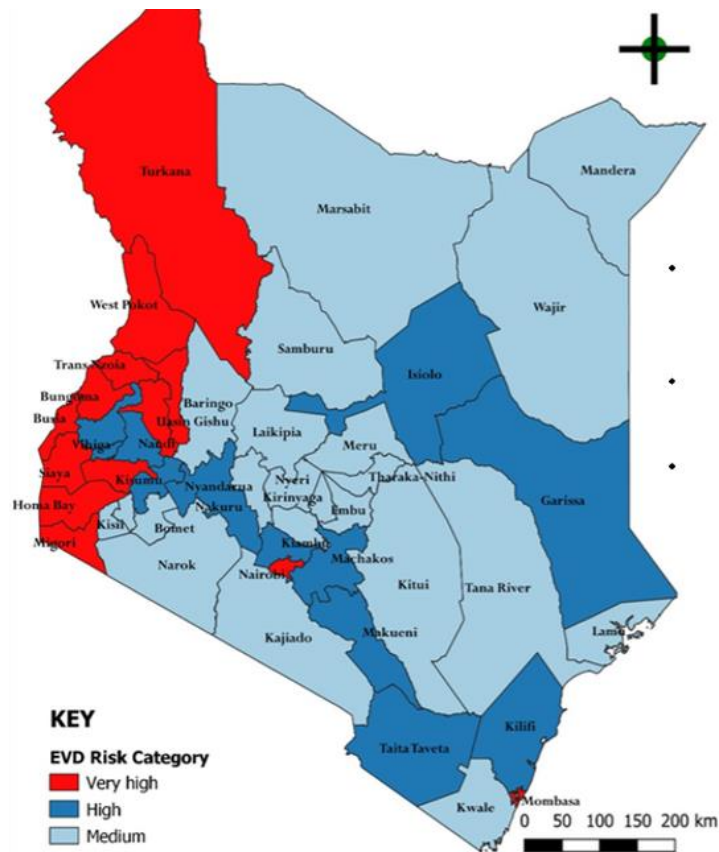 Turkana
Mandera
Marsabit
West Pokot
Wajir
Samburu
Trans Nzoia
Isiolo
Bungoma
Baringo
Uasin Gishu
Busia
Laikipia
Vihiga
Nandi
Meru
Siaya
Kisumu
Nyandarua
Nyeri
Tharaka-Nithi
Kirinyaga
Garissa
Homa Bay
Nakuru
Embu
Kisii
Bomet
Kiambu
Machakos
Migori
Narok
Nairobi
Kitui
Tana River
Kajiado
Makueni
Lamu
KEY
Kilifi
EVD Risk Category
Taita Taveta
Very high
High
Kwale
Mombasa
Medium
0 50 100 150 200 km